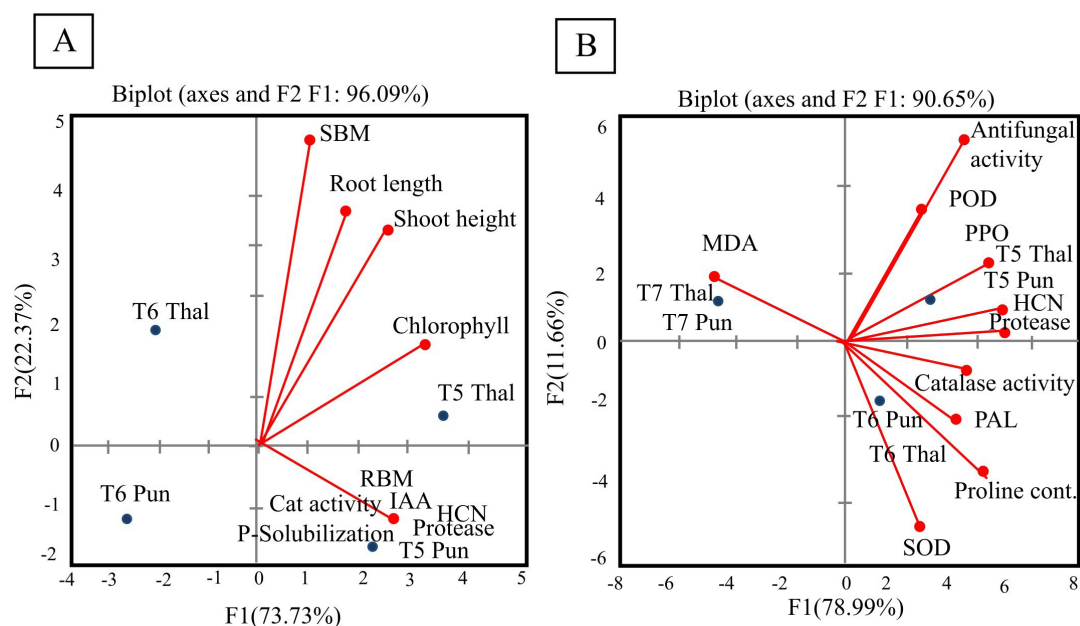 A
Biplot (axes and F2 F1: 96.09%)
5
4
3
2
1
0
-1
-2
F2(22.37%)
SBM
Root length
Shoot height
Chlorophyll
T6 Thal
T5 Thal
T6 Pun
RBM
Cat activity IAA
HCN
P-Solubilization
Protease
T5 Pun
-4 -3 -2 -1 0 1 2 3 4 5
F1(73.73%)
B
Biplot (axes and F2 F1: 90.65%)
6
4
2
0
-2
-4
-6
F2(11.66%)
Antifungal
activity
POD
PPO
MDA
T5 Thal
T5 Pun
T7 Thal
HCN
T7 Pun
Protease
Catalase activity
T6 Pun
PAL
T6 Thal
Proline cont.
SOD
-8 -6 -4 -2 0 2 4 6 8
F1(78.99%)